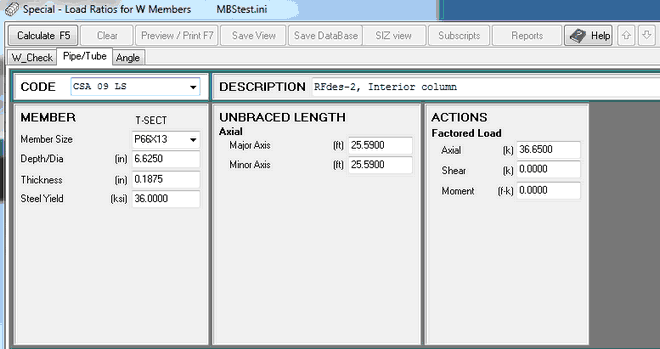 Special - Load Ratios for W Members MBStest.ini
Calculate F5 Clear Preview / Print F7 Save View Save DataBase SIZ view Subscripts Reports Help
W_Check Pipe/Tube Angle
CODE CSA 09 LS DESCRIPTION RFdes-2, Interior column
MEMBER T-SECT
Member Size P66X13
Depth/Dia (in) 6.6250
Thickness (in) 0.1875
Steel Yield (ksi) 36.0000
UNBRACED LENGTH
Axial
Major Axis (ft) 25.5900
Minor Axis (ft) 25.5900
ACTIONS
Factored Load
Axial (k) 36.6500
Shear (k) 0.0000
Moment (f-k) 0.0000